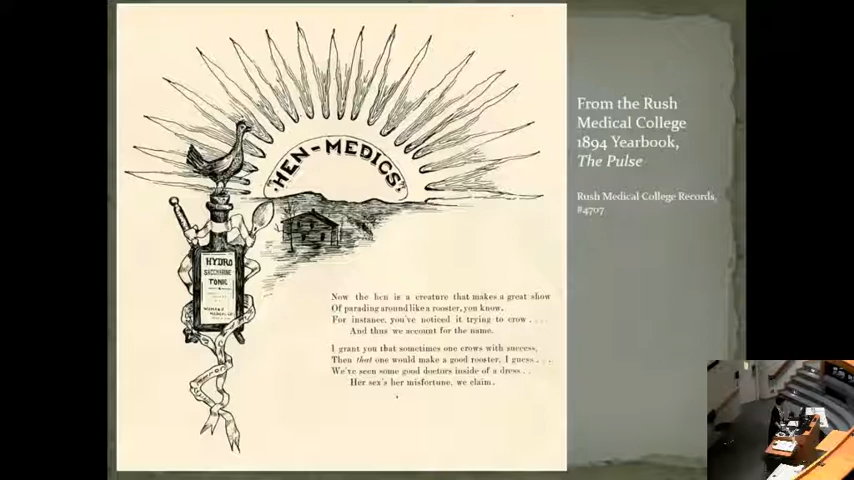 "HEN-MEDICS"
HYDRO
SACCHARINE
TONIC
Now the hen is a creature that makes a great show
Of parading around like a rooster, you know.
For instance, you've noticed it trying to crow . . . .
And thus we account for the name.
I grant you that sometimes one crows with success,
Then that one would make a good rooster, I guess. . . .
We've seen some good doctors inside of a dress. . .
Her sex's her misfortune, we claim.
From the Rush
Medical College
1894 Yearbook,
The Pulse
Rush Medical College Records,
#4707